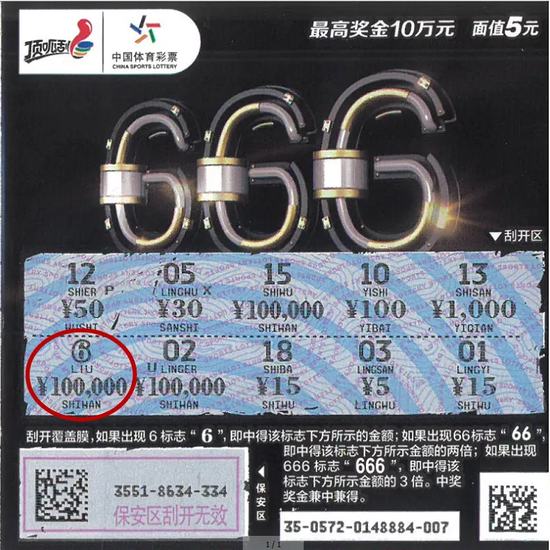 顶呱刮
中国体育彩票
CHINA SPORTS LOTTERY
最高奖金10万元 面值5元
666
▼刮开区
12 05 15 10 13
SHIER P LINGWU X SHIWU YISHI SHISAN
¥50 ¥30 ¥100,000 ¥100 ¥1,000
WUSHI SANSHI SHIWAN YIBAI YIQIAN
6 02 18 03 01
LIU U LINGER SHIBA LINGSAN LINGYI
¥100,000 ¥100,000 ¥15 ¥5 ¥15
SHIWAN SHIWAN SHIWU WU SHIWU
刮开覆盖膜,如果出现6标志“6”,即中得该标志下方所示的金额;如果出现66标志“66”,
即中得该标志下方所示金额的两倍;如果出现
666标志“666”,即中得该标
志下方所示金额的3倍。中奖
奖金兼中兼得。
3551-8634-334
保安区刮开无效
◀保安区
35-0572-0148884-007
1/1